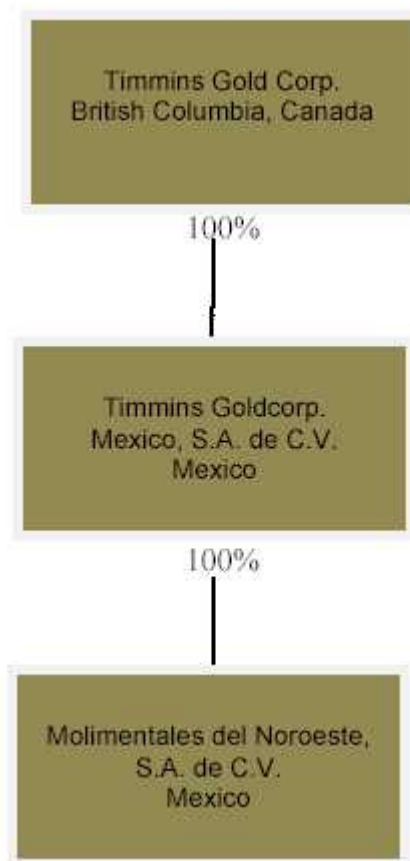 Timmins Gold Corp.
British Columbia, Canada
100%
Timmins Goldcorp.
Mexico, S.A. de C.V.
Mexico
100%
Molimentales del Noroeste,
S.A. de C.V.
Mexico